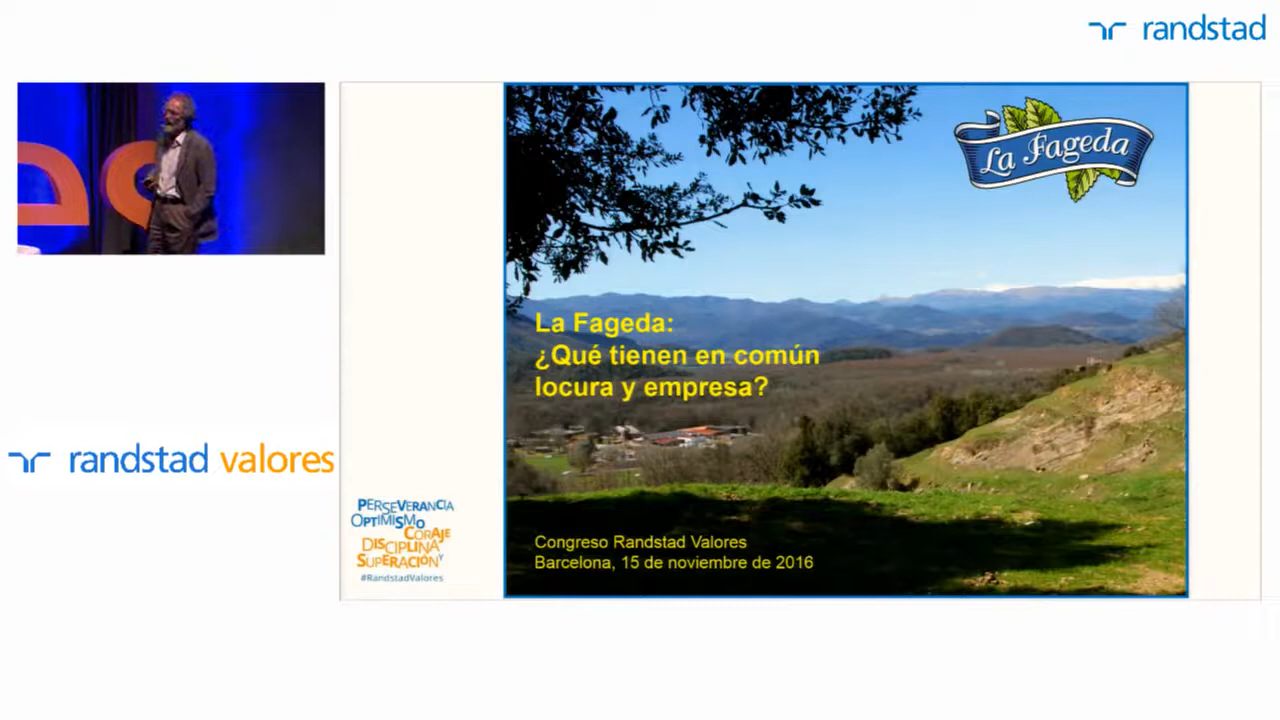 randstad
La Fageda
La Fageda:
¿Qué tienen en común
locura y empresa?
randstad valores
PERSEVERANCIA
OPTIMISMO
CORAJE
DISCIPLINA
Y SUPERACIÓN
#RandstadValores
Congreso Randstad Valores
Barcelona, 15 de noviembre de 2016